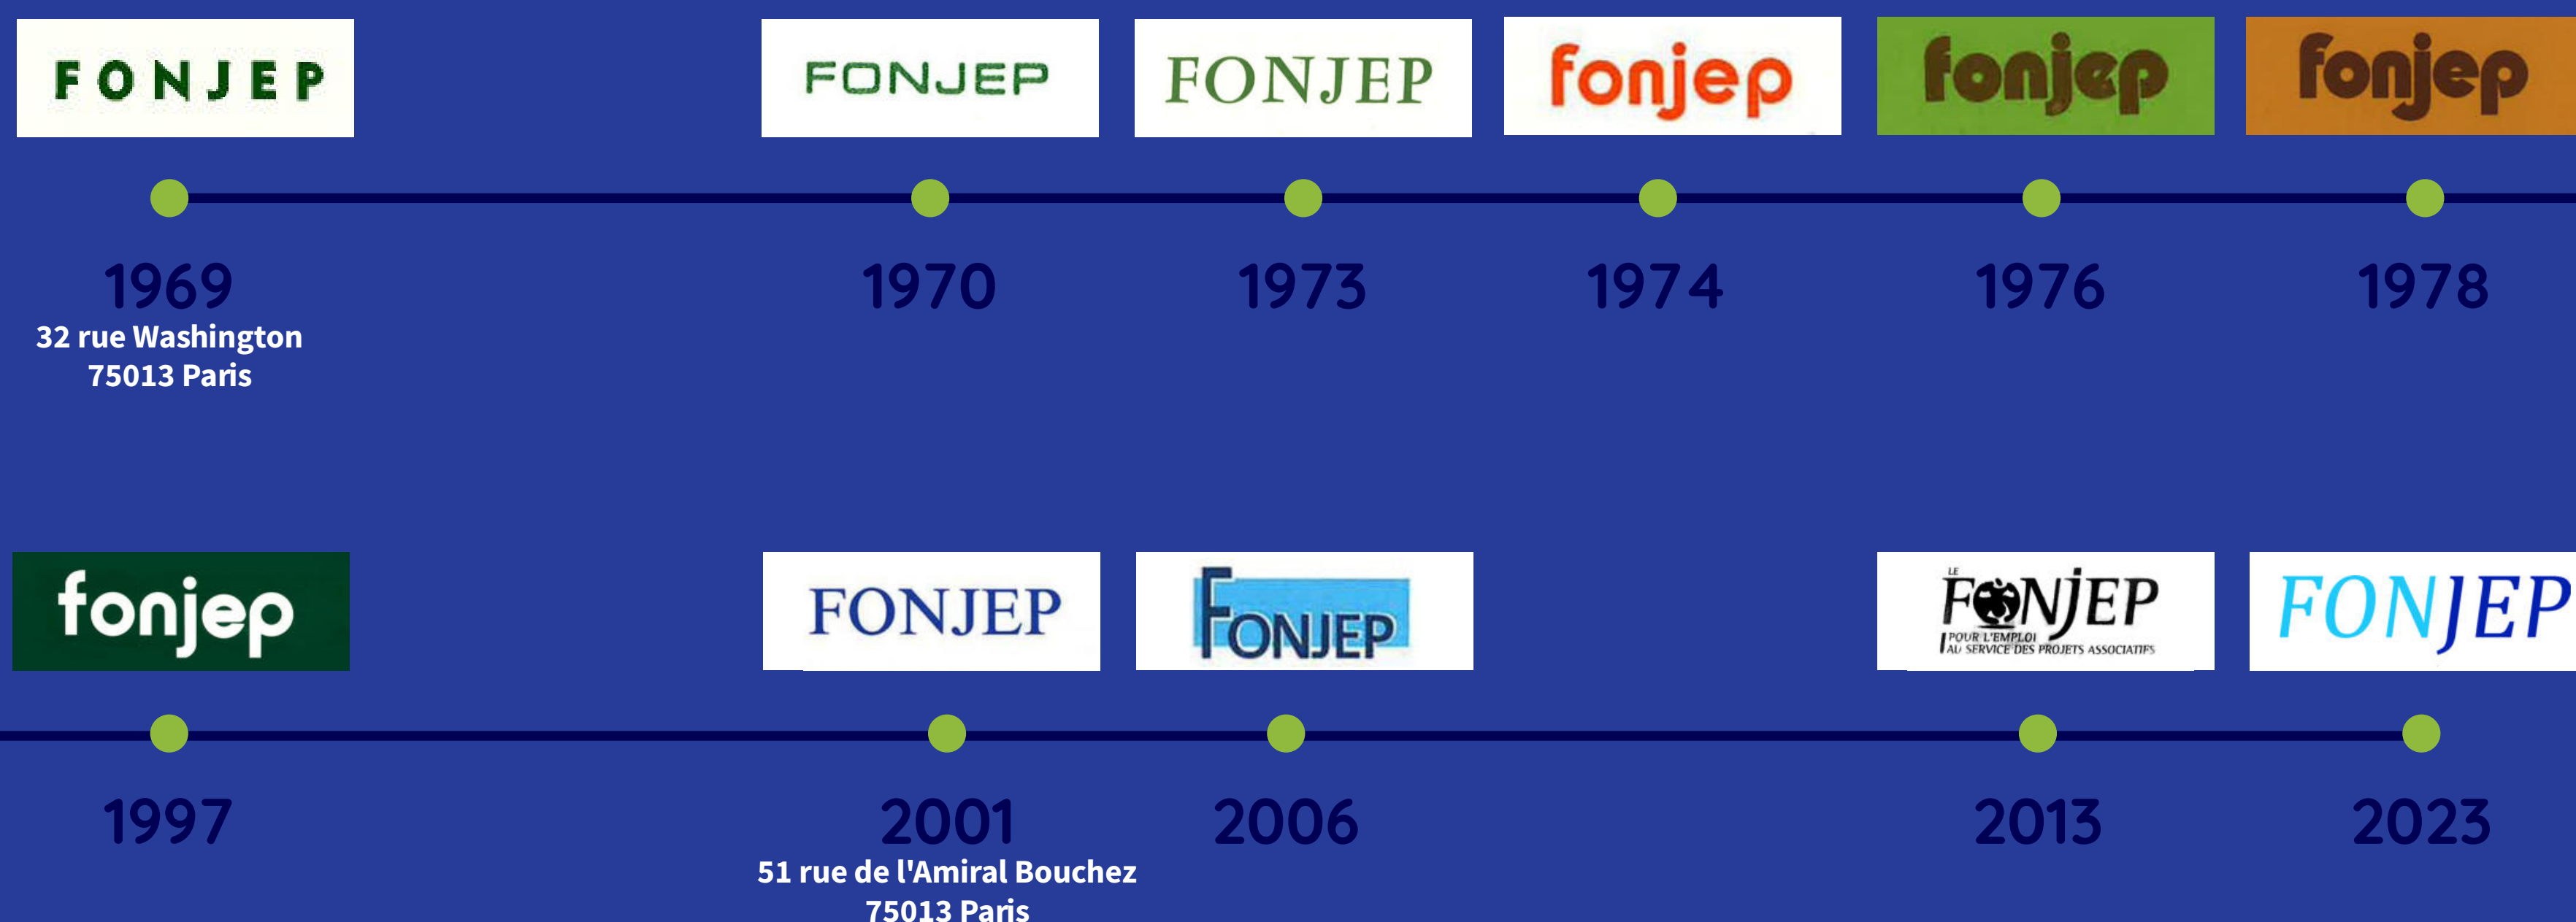 FONJEP
FONJEP
FONJEP
fonjep
fonjep
fonjep
1969
1970
1973
1974
1976
1978
32 rue Washington
75013 Paris
fonjep
FONJEP
FONJEP
LE
FONJEP
POUR L'EMPLOI
AU SERVICE DES PROJETS ASSOCIATIFS
FONJEP
1997
2001
2006
2013
2023
51 rue de l'Amiral Bouchez
75013 Paris